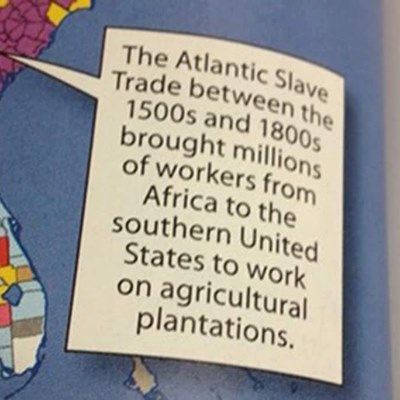 The Atlantic Slave
Trade between the
1500s and 1800s
brought millions
of workers from
Africa to the
southern United
States to work
on agricultural
plantations.